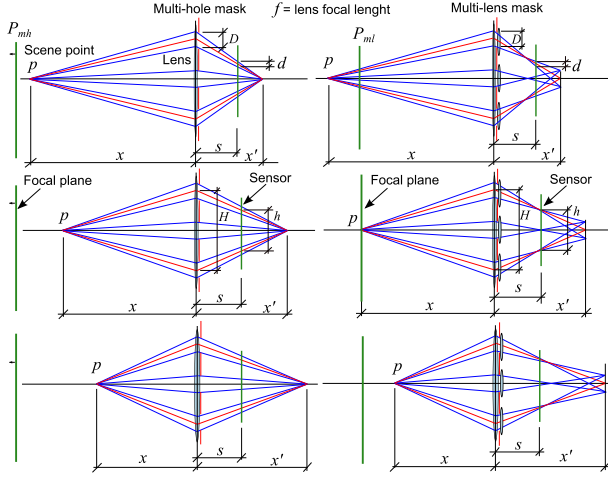 Multi-hole mask
f = lens focal lenght
Multi-lens mask
P_mh
D
P_ml
D
Scene point
Lens
p
d
p
d
x
s
x'
x
s
x'
Focal plane
Sensor
Focal plane
Sensor
p
H
h
p
H
h
x
s
x'
x
s
x'
p
p
x
s
x'
x
s
x'